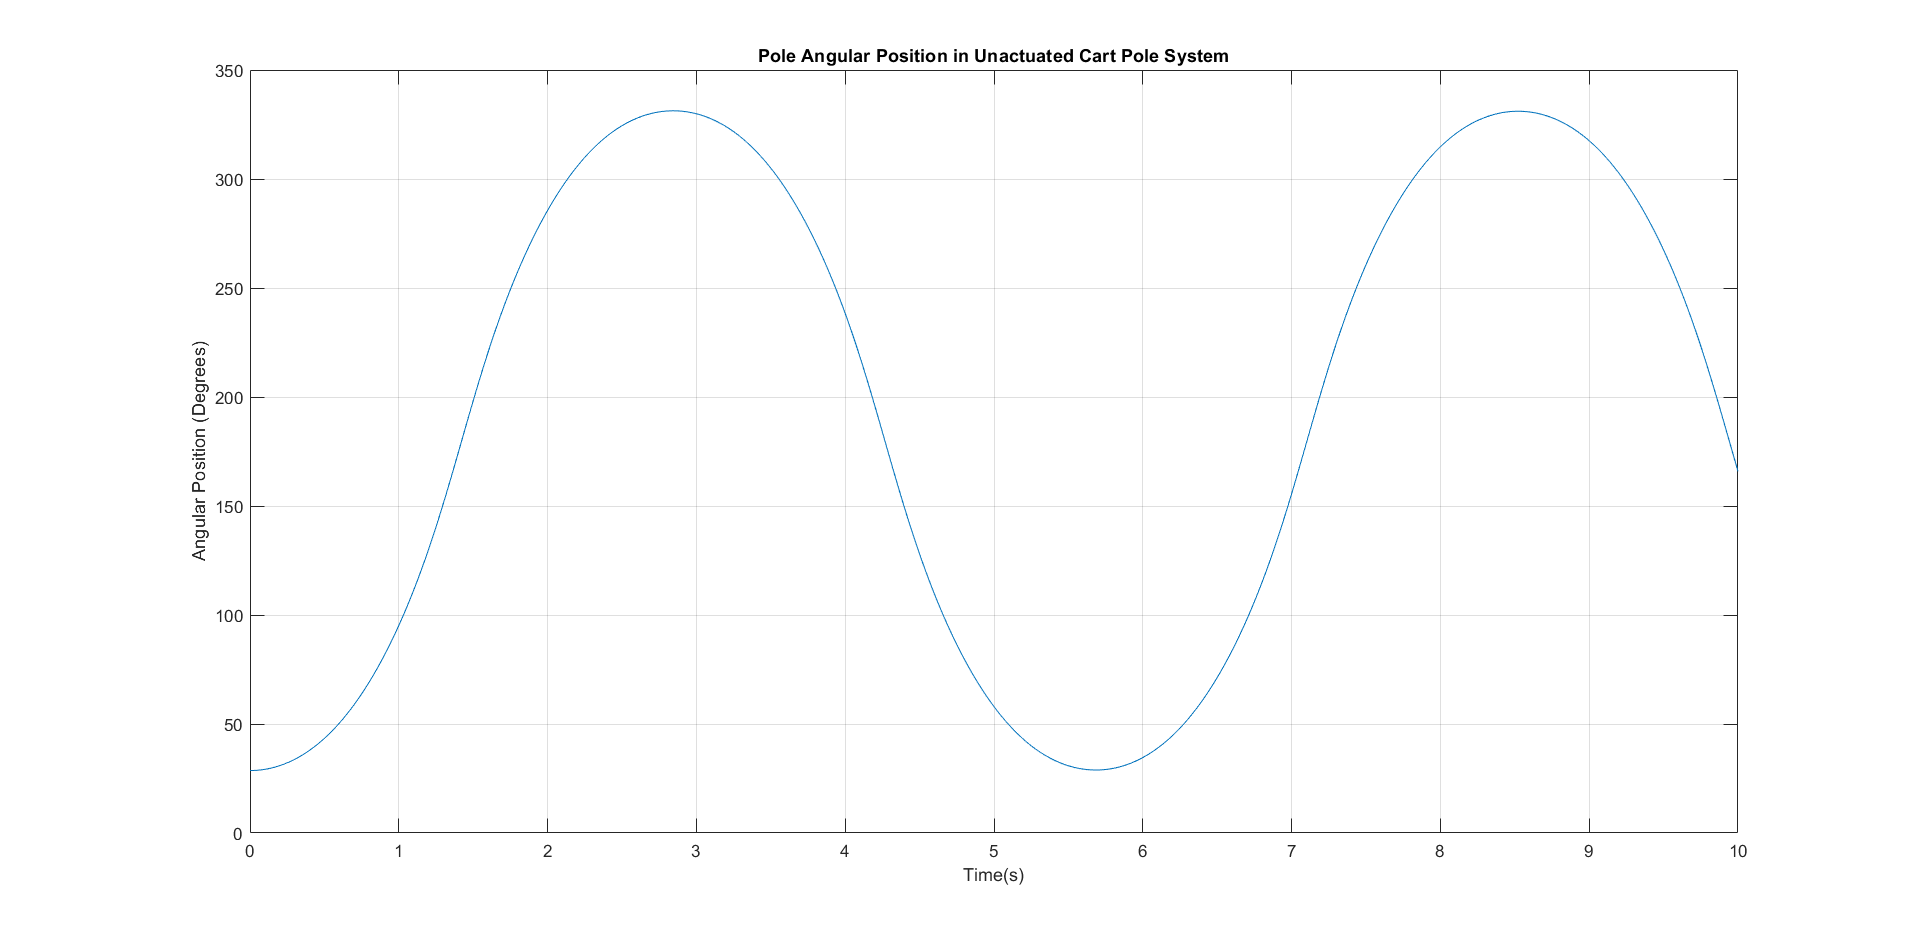 Pole Angular Position in Unactuated Cart Pole System
350
300
250
200
150
100
50
0
Angular Position (Degrees)
0 1 2 3 4 5 6 7 8 9 10
Time(s)